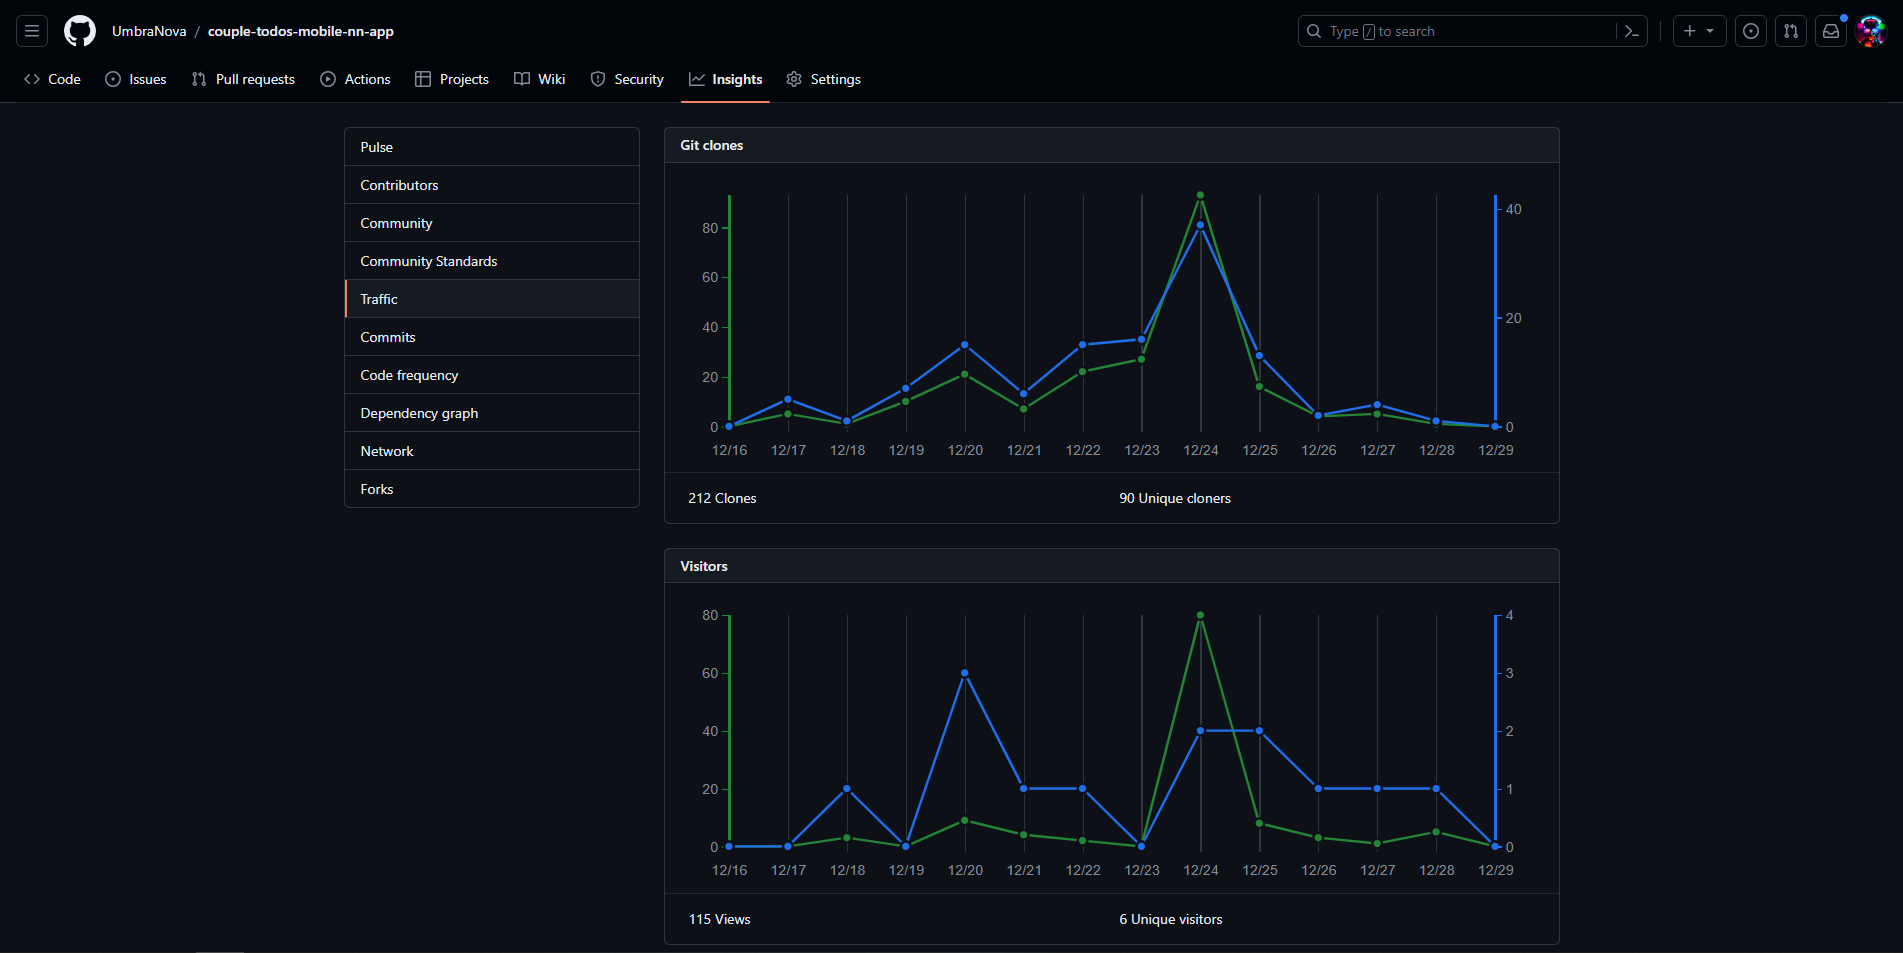 UmbraNova / couple-todos-mobile-nn-app
Type / to search
Code Issues Pull requests Actions Projects Wiki Security Insights Settings
Pulse
Contributors
Community
Community Standards
Traffic
Commits
Code frequency
Dependency graph
Network
Forks
Git clones
80
60
40
20
0
40
20
0
12/16 12/17 12/18 12/19 12/20 12/21 12/22 12/23 12/24 12/25 12/26 12/27 12/28 12/29
212 Clones
90 Unique cloners
Visitors
80
60
40
20
0
4
3
2
1
0
12/16 12/17 12/18 12/19 12/20 12/21 12/22 12/23 12/24 12/25 12/26 12/27 12/28 12/29
115 Views
6 Unique visitors